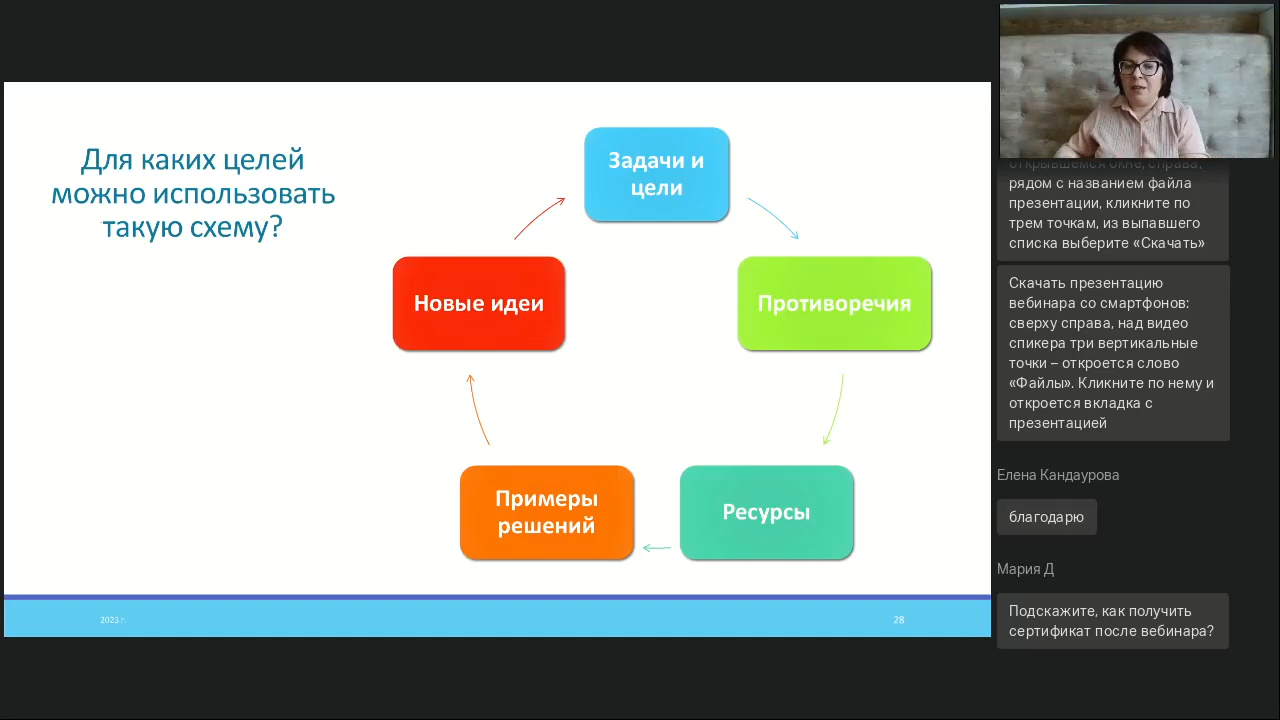 Для каких целей
можно использовать
такую схему?
Задачи и
цели
Новые идеи
Противоречия
Примеры
решений
Ресурсы
2023 г.
28
открывшемся окне, справа,
рядом с названием файла
презентации, кликните по
трем точкам, из выпавшего
списка выберите «Скачать»
Скачать презентацию
вебинара со смартфонов:
сверху справа, над видео
спикера три вертикальные
точки – откроется слово
«Файлы». Кликните по нему и
откроется вкладка с
презентацией
Елена Кандаурова
благодарю
Мария Д
Подскажите, как получить
сертификат после вебинара?